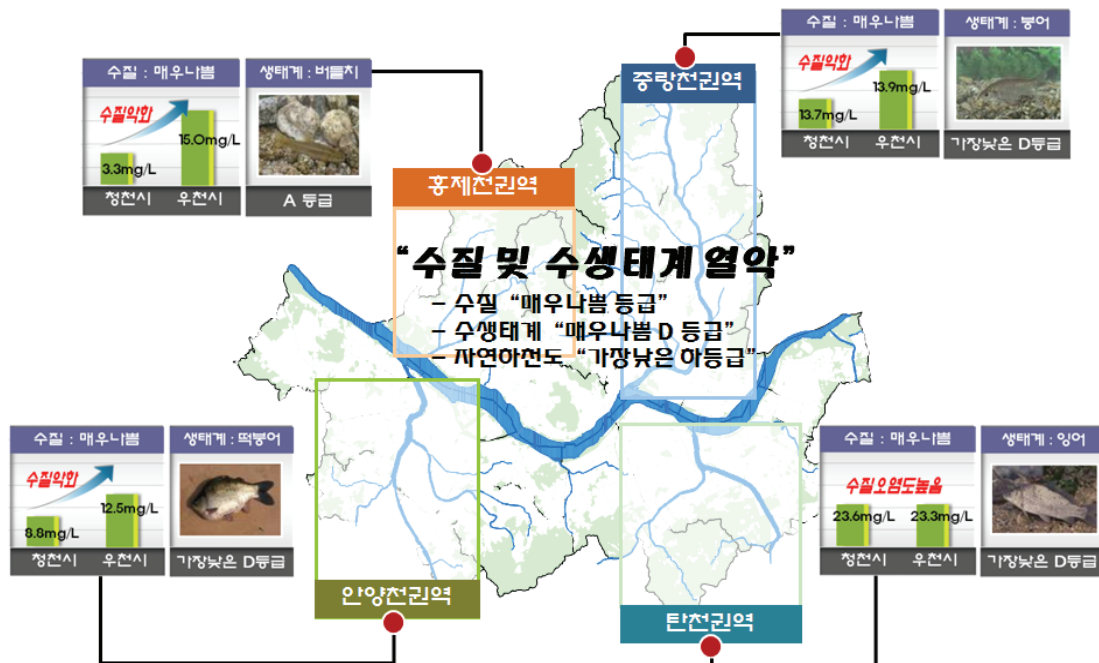 수질 : 매우나쁨
생태계 : 버들치
수질악화
15.0mg/L
3.3mg/L
청천시
우천시
A 등급
수질 : 매우나쁨
생태계 : 붕어
수질악화
13.9mg/L
13.7mg/L
청천시
우천시
가장낮은 D등급
중랑천권역
홍제천권역
“수질 및 수생태계 열악”
– 수질 “매우나쁨 등급”
– 수생태계 “매우나쁨 D 등급”
– 자연하천도 “가장낮은 하등급”
수질 : 매우나쁨
생태계 : 떡붕어
수질악화
12.5mg/L
8.8mg/L
청천시
우천시
가장낮은 D등급
수질 : 매우나쁨
생태계 : 잉어
수질오염도높음
23.6mg/L
23.3mg/L
청천시
우천시
가장낮은 D등급
안양천권역
탄천권역